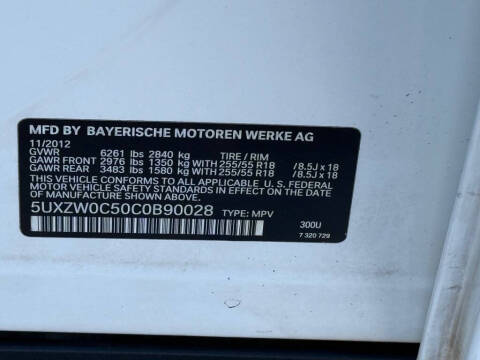 MFD BY BAYERISCHE MOTOREN WERKE AG
11/2012
GVWR 6261 lbs 2840 kg TIRE / RIM
GAWR FRONT 2976 lbs 1350 kg WITH 255/55 R18 / 8.5J x 18
GAWR REAR 3483 lbs 1580 kg WITH 255/55 R18 / 8.5J x 18
THIS VEHICLE CONFORMS TO ALL APPLICABLE U.S. FEDERAL
MOTOR VEHICLE SAFETY STANDARDS IN EFFECT ON THE DATE
OF MANUFACTURE SHOWN ABOVE.
5UXZW0C50C0B90028 TYPE: MPV
300U
7 320 729